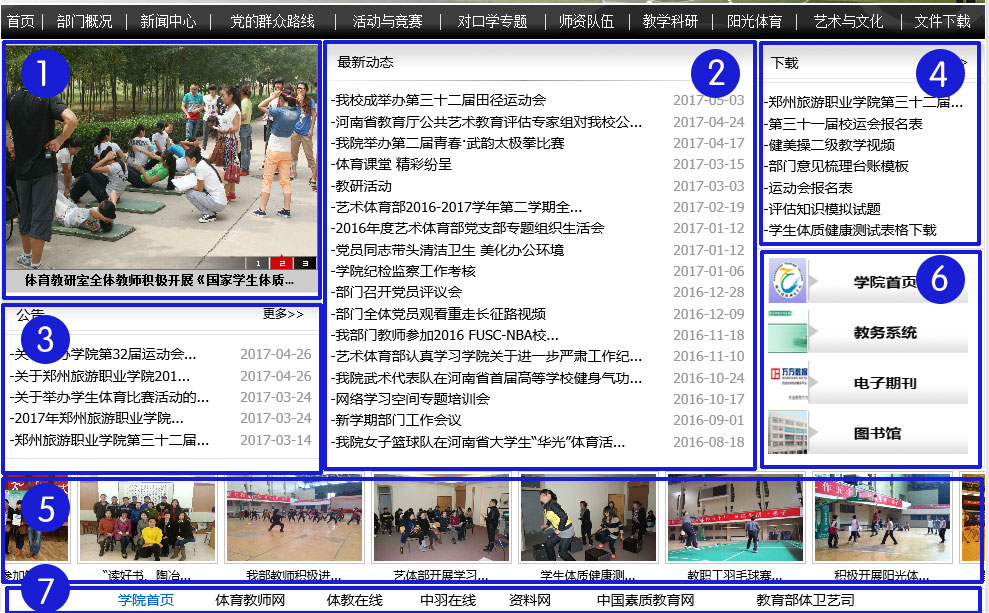 首页 部门概况 新闻中心 党的群众路线 活动与竞赛 对口学专题 师资队伍 教学科研 阳光体育 艺术与文化 文件下载
1
1 2 3
体育教研室全体教师积极开展《国家学生体质...
最新动态
2
-我校成举办第三十二届田径运动会 2017-05-03
-河南省教育厅公共艺术教育评估专家组对我校公... 2017-04-24
-我院举办第二届青春·武韵太极拳比赛 2017-04-17
-体育课堂 精彩纷呈 2017-03-15
-教研活动 2017-03-03
-艺术体育部2016-2017学年第二学期全... 2017-02-19
-2016年度艺术体育部党支部专题组织生活会 2017-01-12
-党员同志带头清洁卫生 美化办公环境 2017-01-12
-学院纪检监察工作考核 2017-01-06
-部门召开党员评议会 2016-12-28
-部门全体党员观看重走长征路视频 2016-12-09
-我部门教师参加2016 FUSC-NBA校... 2016-11-18
-艺术体育部认真学习学院关于进一步严肃工作纪... 2016-11-10
-我院武术代表队在河南省首届高等学校健身气功... 2016-10-24
-网络学习空间专题培训会 2016-10-17
-新学期部门工作会议 2016-09-01
-我院女子篮球队在河南省大学生“华光”体育活... 2016-08-18
下载
4
>
-郑州旅游职业学院第三十二届...
-第三十一届校运会报名表
-健美操二级教学视频
-部门意见梳理台账模板
-运动会报名表
-评估知识模拟试题
-学生体质健康测试表格下载
公告 更多>>
3
-关 办学院第32届运动会... 2017-04-26
-关于郑州旅游职业学院201... 2017-04-26
-关于举办学生体育比赛活动的... 2017-03-24
-2017年郑州旅游职业学院... 2017-03-24
-郑州旅游职业学院第三十二届... 2017-03-14
学院首页
6
教务系统
万方数据
电子期刊
图书馆
5
参加 “读好书、陶冶... 我部教师积极进... 艺体部开展学习... 学生体质健康测... 教职工羽毛球赛... 积极开展阳光体...
7
学院首页 体育教师网 体教在线 中羽在线 资料网 中国素质教育网 教育部体卫艺司